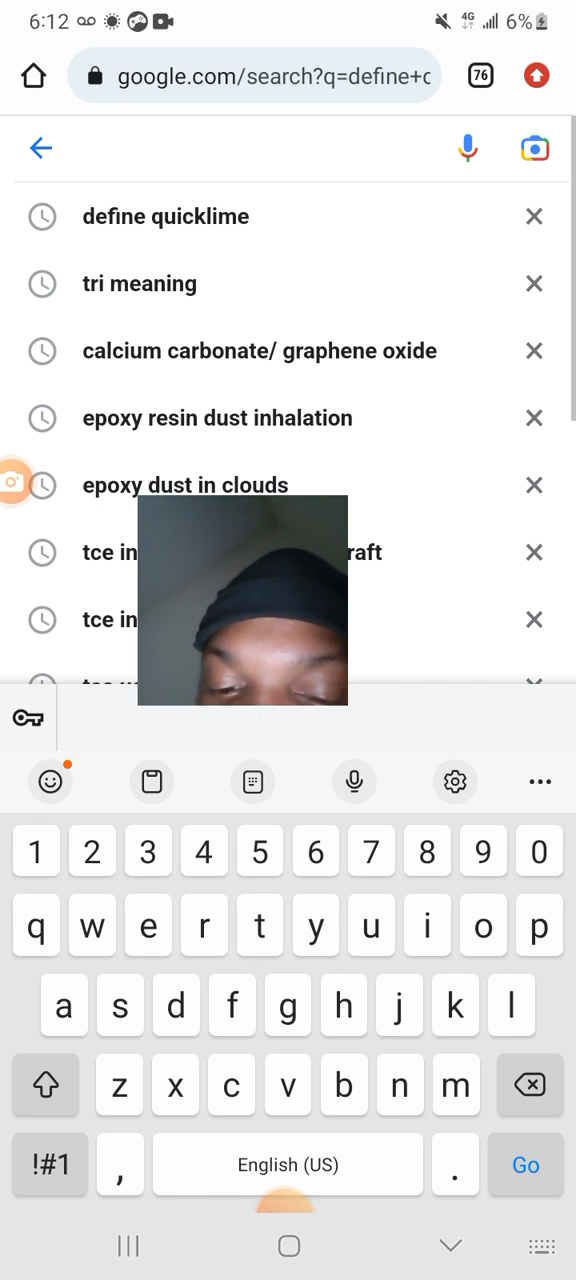 6:12 4G 6%
google.com/search?q=define+c 76
define quicklime
tri meaning
calcium carbonate/ graphene oxide
epoxy resin dust inhalation
epoxy dust in clouds
tce in raft
tce in
1 2 3 4 5 6 7 8 9 0
q w e r t y u i o p
a s d f g h j k l
z x c v b n m
!#1 , English (US) . Go